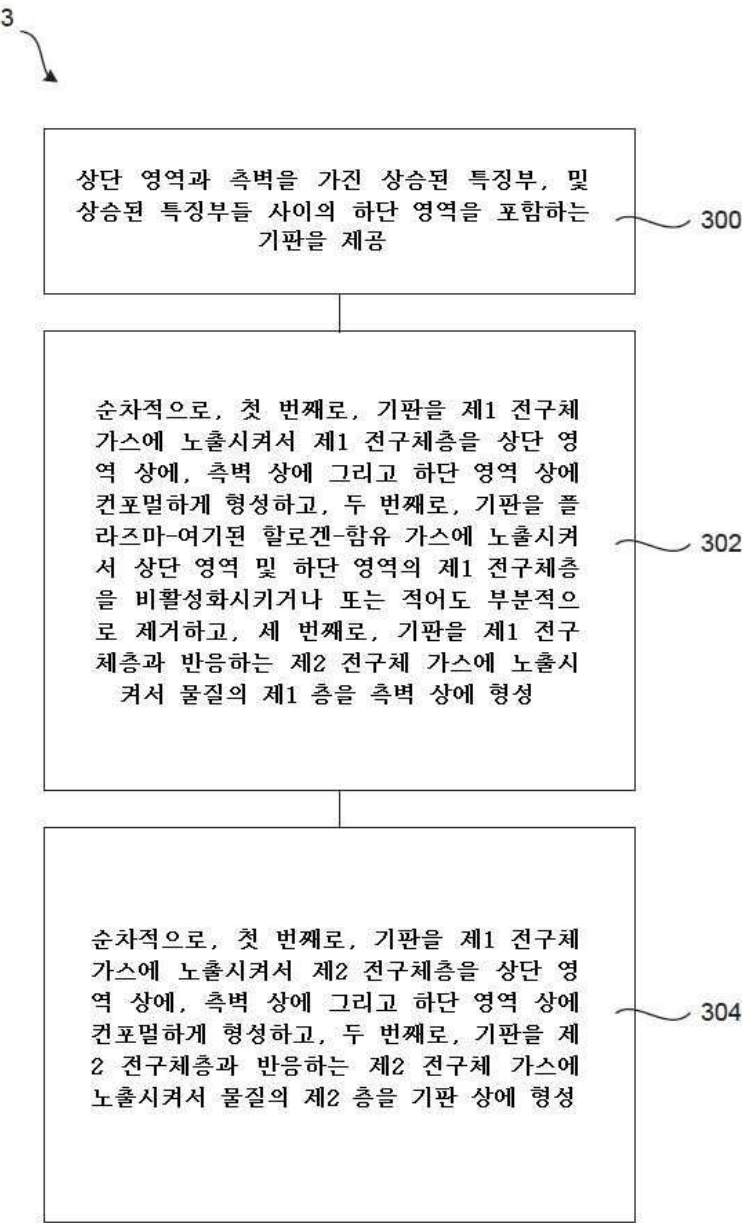 3
상단 영역과 측벽을 가진 상승된 특징부, 및
상승된 특징부들 사이의 하단 영역을 포함하는
기판을 제공
300
순차적으로, 첫 번째로, 기판을 제1 전구체
가스에 노출시켜서 제1 전구체층을 상단 영
역 상에, 측벽 상에 그리고 하단 영역 상에
컨포멀하게 형성하고, 두 번째로, 기판을 플
라즈마-여기된 할로겐-함유 가스에 노출시켜
서 상단 영역 및 하단 영역의 제1 전구체층
을 비활성화시키거나 또는 적어도 부분적으
로 제거하고, 세 번째로, 기판을 제1 전구
체층과 반응하는 제2 전구체 가스에 노출시
켜서 물질의 제1 층을 측벽 상에 형성
302
순차적으로, 첫 번째로, 기판을 제1 전구체
가스에 노출시켜서 제2 전구체층을 상단 영
역 상에, 측벽 상에 그리고 하단 영역 상에
컨포멀하게 형성하고, 두 번째로, 기판을 제
2 전구체층과 반응하는 제2 전구체 가스에
노출시켜서 물질의 제2 층을 기판 상에 형성
304